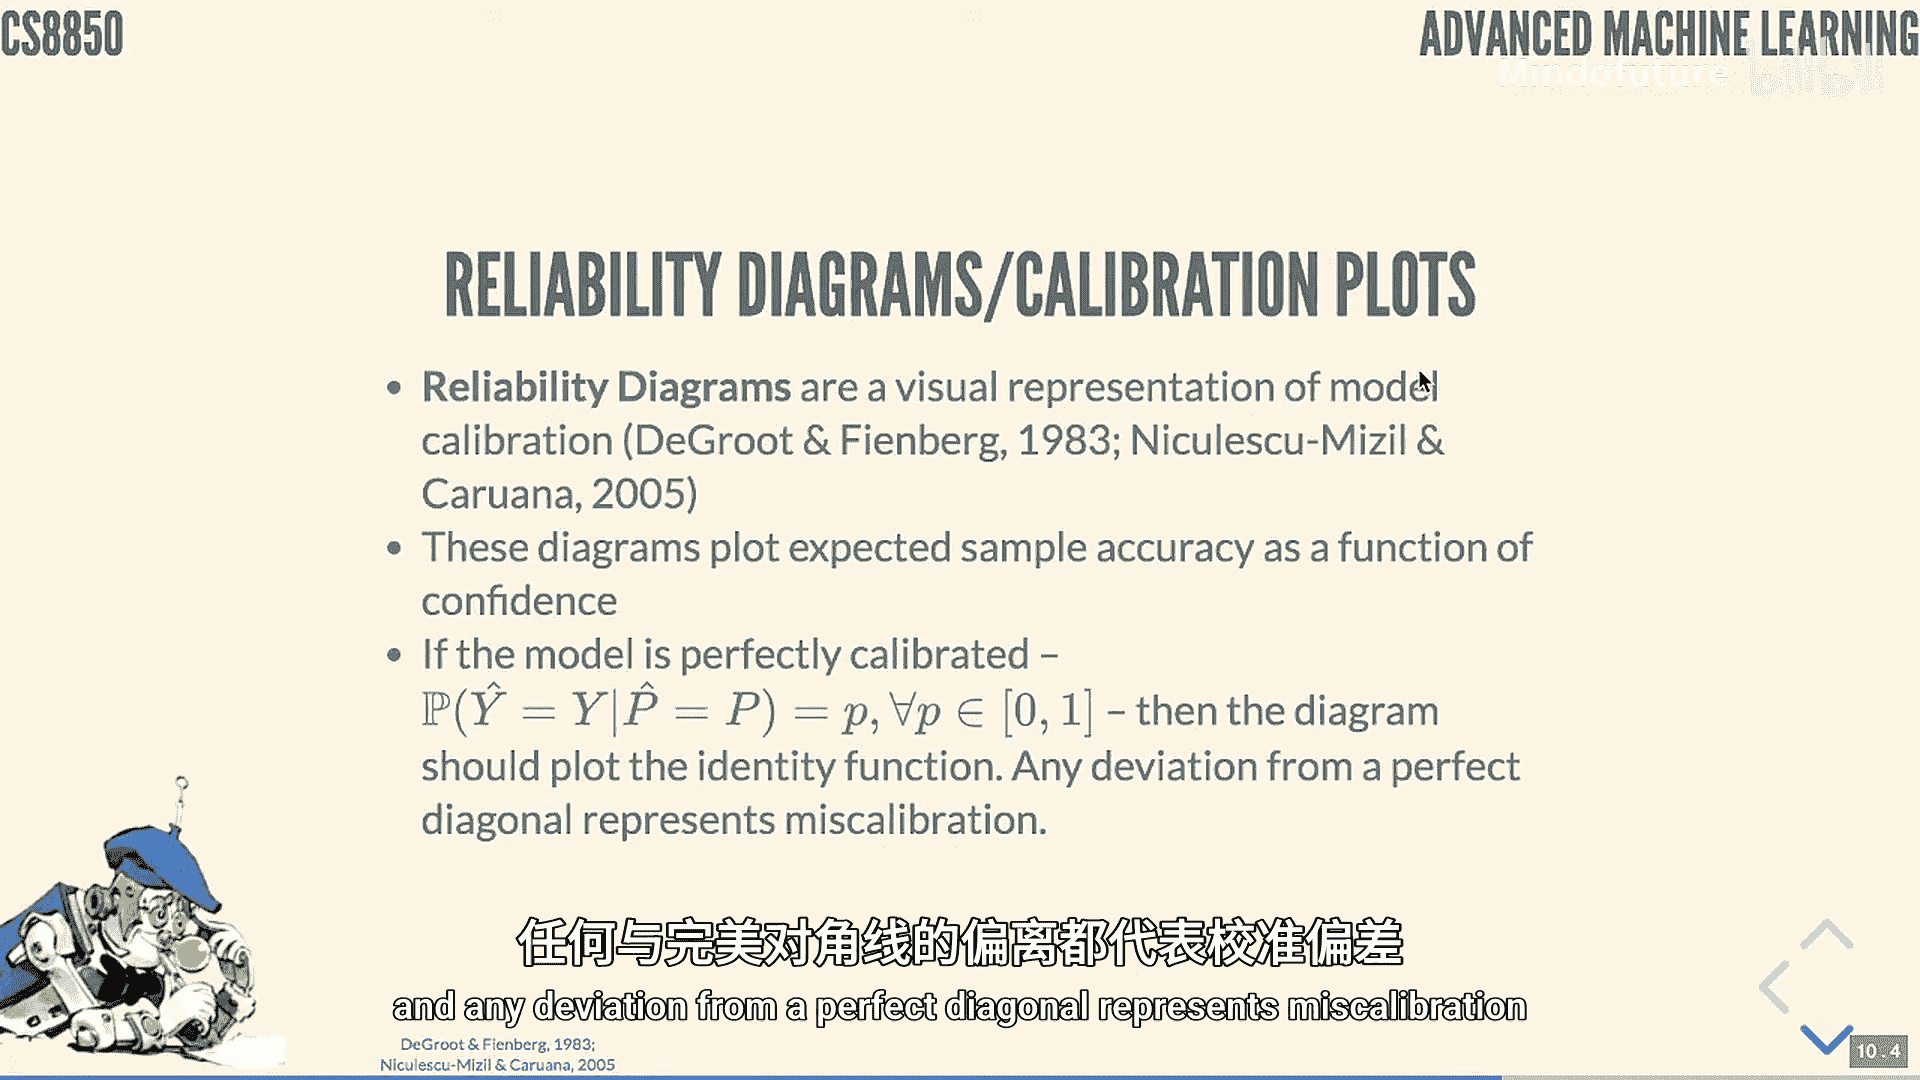 CS8850
ADVANCED MACHINE LEARNING
Mindofuture
RELIABILITY DIAGRAMS/CALIBRATION PLOTS
• Reliability Diagrams are a visual representation of model
calibration (DeGroot & Fienberg, 1983; Niculescu-Mizil &
Caruana, 2005)
• These diagrams plot expected sample accuracy as a function of
confidence
• If the model is perfectly calibrated –
ℙ(Ŷ = Y|P̂ = P) = p, ∀p ∈ [0, 1] – then the diagram
should plot the identity function. Any deviation from a perfect
diagonal represents miscalibration.
任何与完美对角线的偏离都代表校准偏差
and any deviation from a perfect diagonal represents miscalibration
DeGroot & Fienberg, 1983;
Niculescu-Mizil & Caruana, 2005
10.4